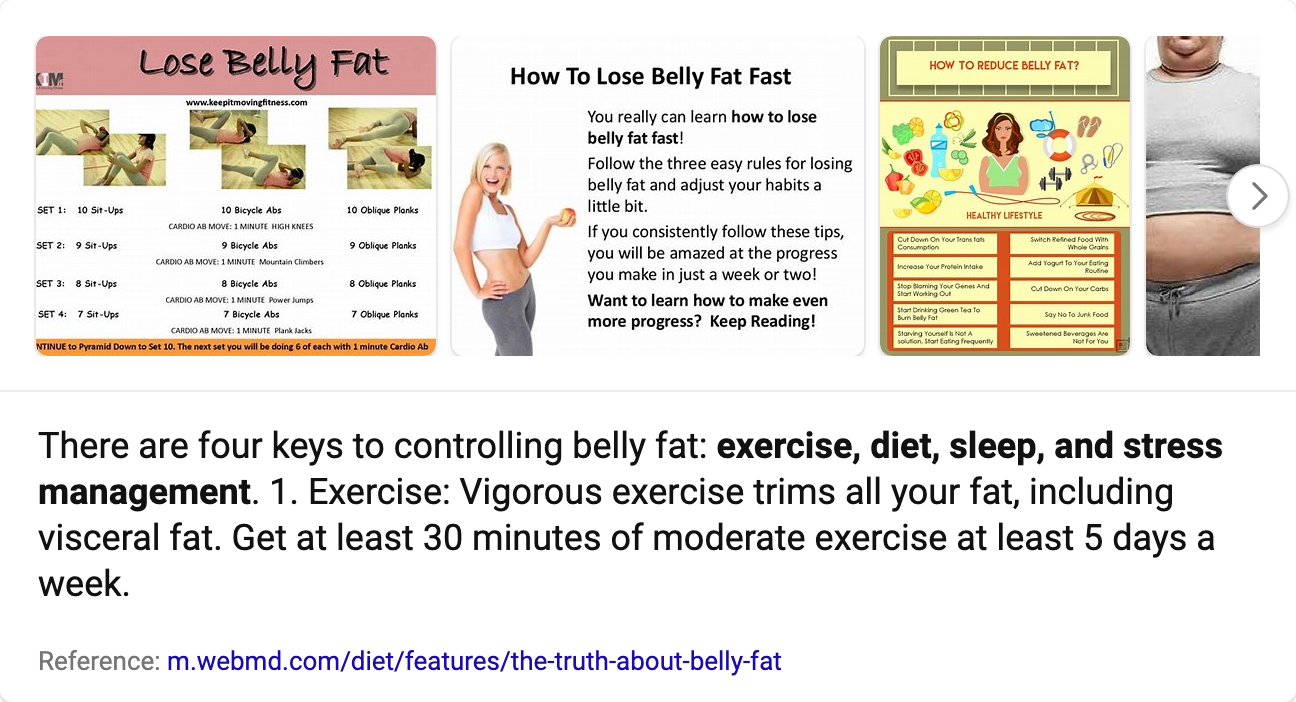 Lose Belly Fat
www.keepitmovingfitness.com
SET 1: 10 Sit-Ups 10 Bicycle Abs 10 Oblique Planks
CARDIO AB MOVE: 1 MINUTE HIGH KNEES
SET 2: 9 Sit-Ups 9 Bicycle Abs 9 Oblique Planks
CARDIO AB MOVE: 1 MINUTE Mountain Climbers
SET 3: 8 Sit-Ups 8 Bicycle Abs 8 Oblique Planks
CARDIO AB MOVE: 1 MINUTE Power Jumps
SET 4: 7 Sit-Ups 7 Bicycle Abs 7 Oblique Planks
CARDIO AB MOVE: 1 MINUTE Plank Jacks
NTINUE to Pyramid Down to Set 10. The next set you will be doing 6 of each with 1 minute Cardio Ab
How To Lose Belly Fat Fast
You really can learn how to lose
belly fat fast!
Follow the three easy rules for losing
belly fat and adjust your habits a
little bit.
If you consistently follow these tips,
you will be amazed at the progress
you make in just a week or two!
Want to learn how to make even
more progress? Keep Reading!
HOW TO REDUCE BELLY FAT?
HEALTHY LIFESTYLE
Cut Down On Your Trans fats
Consumption
Switch Refined Food With
Whole Grains
Increase Your Protein Intake
Add Yogurt To Your Eating
Routine
Stop Blaming Your Genes And
Start Working Out
Cut Down On Your Carbs
Start Drinking Green Tea To
Burn Belly Fat
Say No To Junk Food
Starving Yourself Is Not A
solution, Start Eating Frequently
Sweetened Beverages Are
Not For You
There are four keys to controlling belly fat: exercise, diet, sleep, and stress
management. 1. Exercise: Vigorous exercise trims all your fat, including
visceral fat. Get at least 30 minutes of moderate exercise at least 5 days a
week.
Reference: m.webmd.com/diet/features/the-truth-about-belly-fat